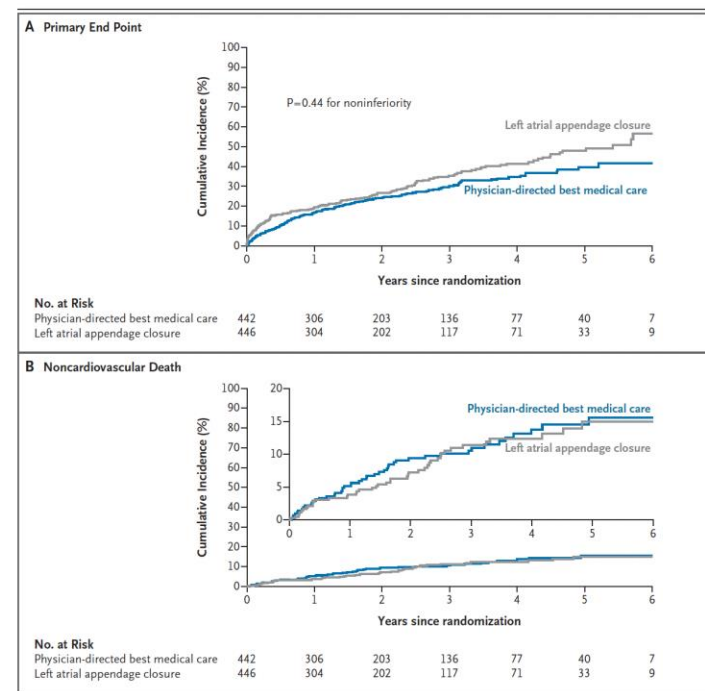 A Primary End Point
100
90
80
70
60
50
40
30
20
10
0
Cumulative Incidence (%)
P=0.44 for noninferiority
Left atrial appendage closure
Physician-directed best medical care
0 1 2 3 4 5 6
Years since randomization
No. at Risk
Physician-directed best medical care 442 306 203 136 77 40 7
Left atrial appendage closure 446 304 202 117 71 33 9
B Noncardiovascular Death
100
90
80
70
60
50
40
30
20
10
0
Cumulative Incidence (%)
20
15
10
5
0
Physician-directed best medical care
Left atrial appendage closure
0 1 2 3 4 5 6
0 1 2 3 4 5 6
Years since randomization
No. at Risk
Physician-directed best medical care 442 306 203 136 77 40 7
Left atrial appendage closure 446 304 202 117 71 33 9